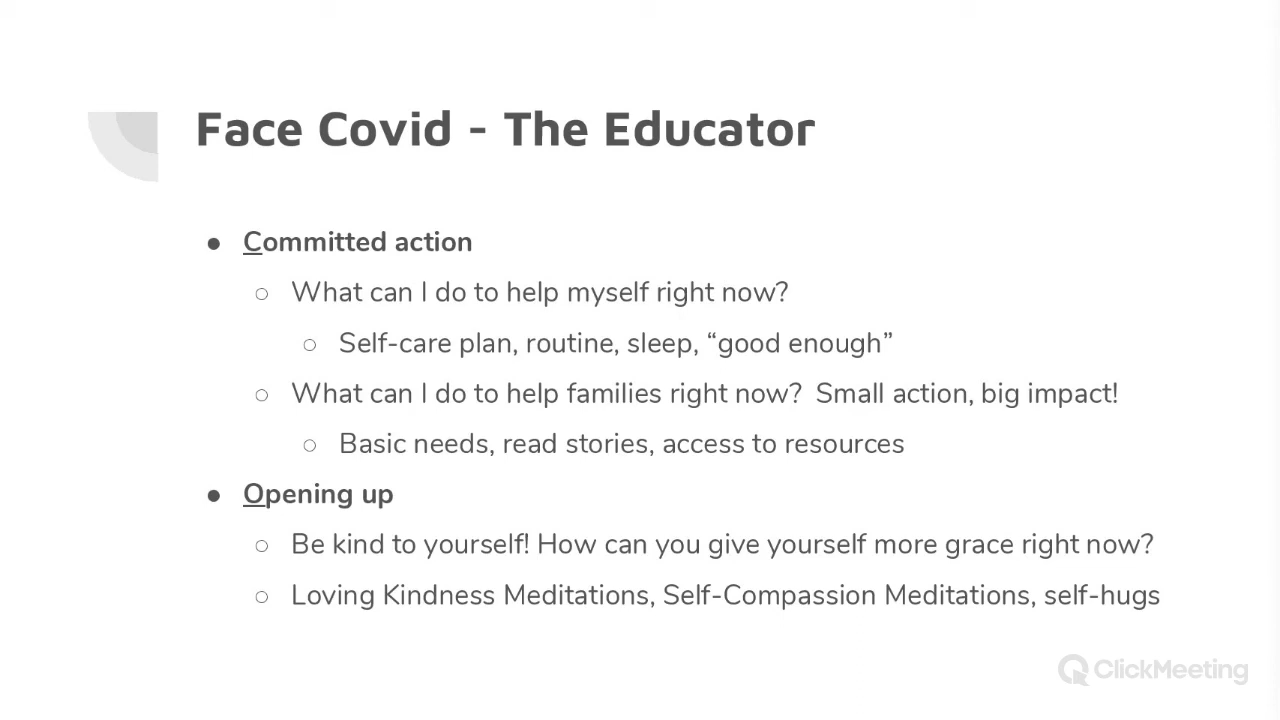 Face Covid - The Educator
● Committed action
○ What can I do to help myself right now?
○ Self-care plan, routine, sleep, “good enough”
○ What can I do to help families right now?  Small action, big impact!
○ Basic needs, read stories, access to resources
● Opening up
○ Be kind to yourself! How can you give yourself more grace right now?
○ Loving Kindness Meditations, Self-Compassion Meditations, self-hugs
ClickMeeting